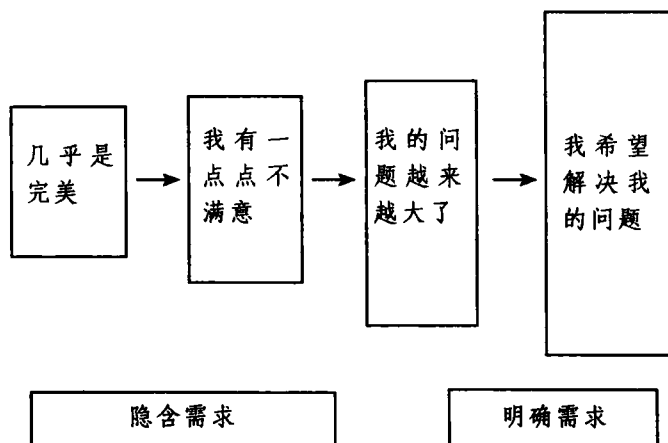 几乎是
完美
我有一
点点不
满意
我的问
题越来
越大了
我希望
解决我
的问题
隐含需求
明确需求